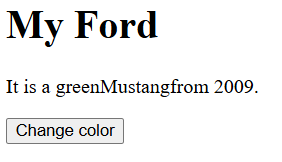 My Ford
It is a greenMustangfrom 2009.
Change color